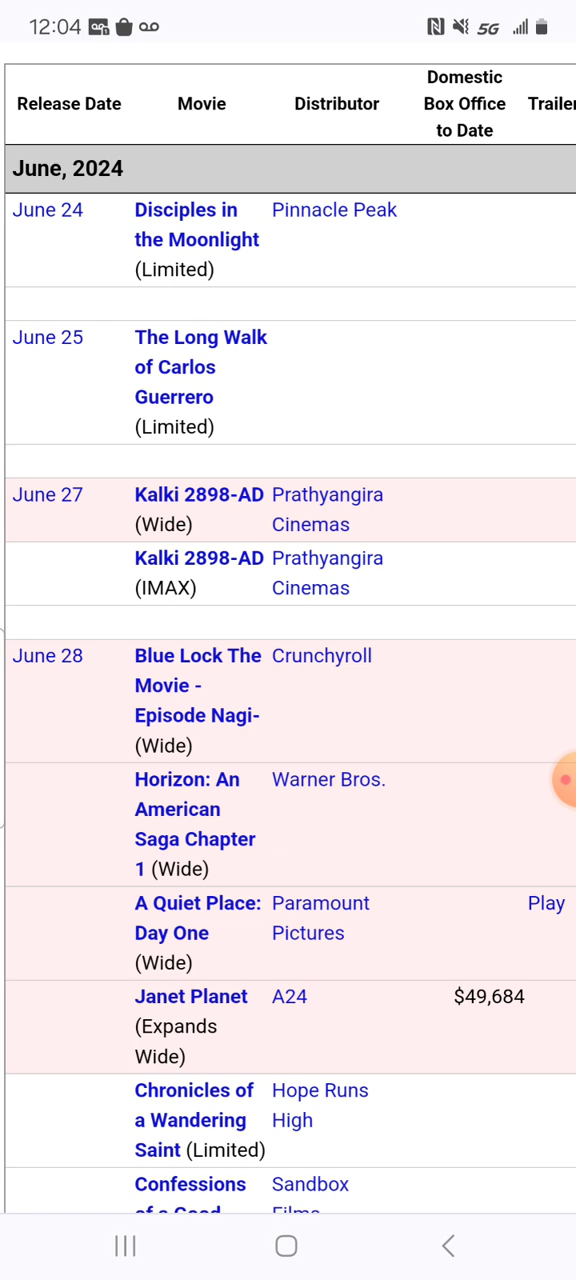 12:04
5G
Domestic
Release Date Movie Distributor Box Office Trailer
to Date
June, 2024
June 24 Disciples in Pinnacle Peak
the Moonlight
(Limited)
June 25 The Long Walk
of Carlos
Guerrero
(Limited)
June 27 Kalki 2898-AD Prathyangira
(Wide) Cinemas
Kalki 2898-AD Prathyangira
(IMAX) Cinemas
June 28 Blue Lock The Crunchyroll
Movie -
Episode Nagi-
(Wide)
Horizon: An Warner Bros.
American
Saga Chapter
1 (Wide)
A Quiet Place: Paramount Play
Day One Pictures
(Wide)
Janet Planet A24 $49,684
(Expands
Wide)
Chronicles of Hope Runs
a Wandering High
Saint (Limited)
Confessions Sandbox
of a Good Films